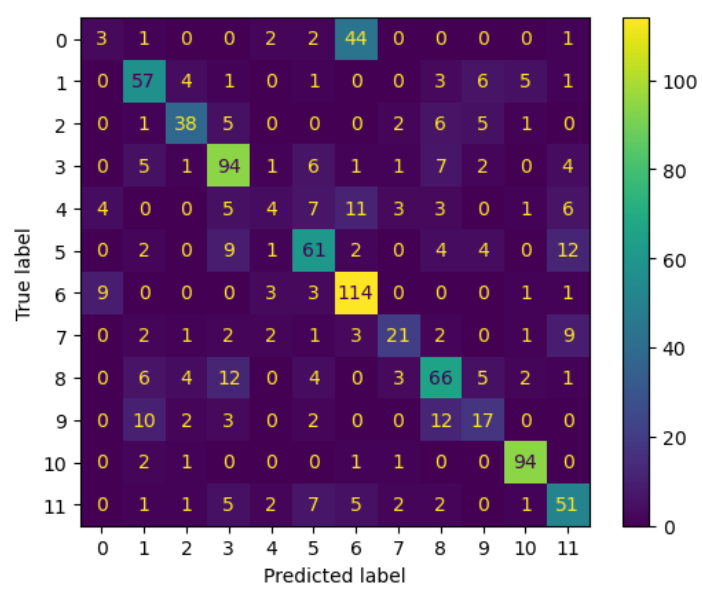 0 3 1 0 0 2 2 44 0 0 0 0 1
1 0 57 4 1 0 1 0 0 3 6 5 1 100
2 0 1 38 5 0 0 0 2 6 5 1 0
3 0 5 1 94 1 6 1 1 7 2 0 4 80
4 4 0 0 5 4 7 11 3 3 0 1 6
5 0 2 0 9 1 61 2 0 4 4 0 12 60
True label
6 9 0 0 0 3 3 114 0 0 0 1 1
7 0 2 1 2 2 1 3 21 2 0 1 9 40
8 0 6 4 12 0 4 0 3 66 5 2 1
9 0 10 2 3 0 2 0 0 12 17 0 0 20
10 0 2 1 0 0 0 1 1 0 0 94 0
11 0 1 1 5 2 7 5 2 2 0 1 51 0
0 1 2 3 4 5 6 7 8 9 10 11
Predicted label